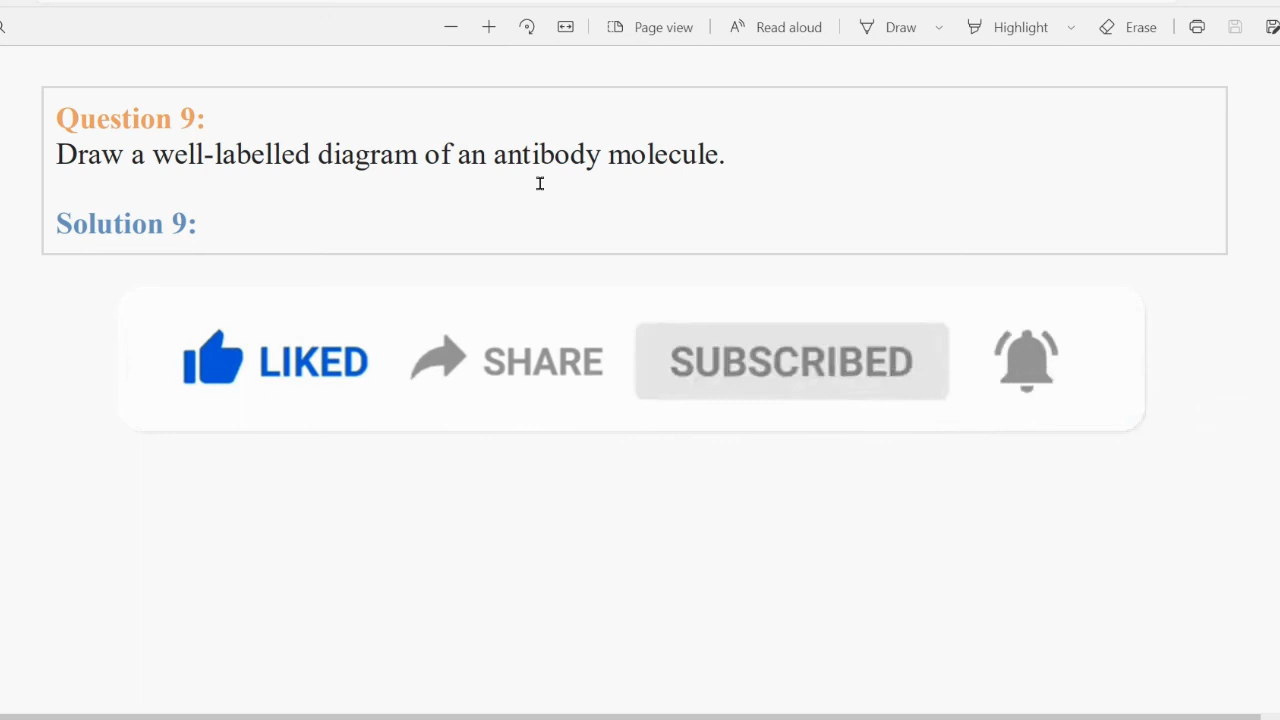 Page view
Read aloud
Draw
Highlight
Erase
Question 9:
Draw a well-labelled diagram of an antibody molecule.
Solution 9:
LIKED
SHARE
SUBSCRIBED